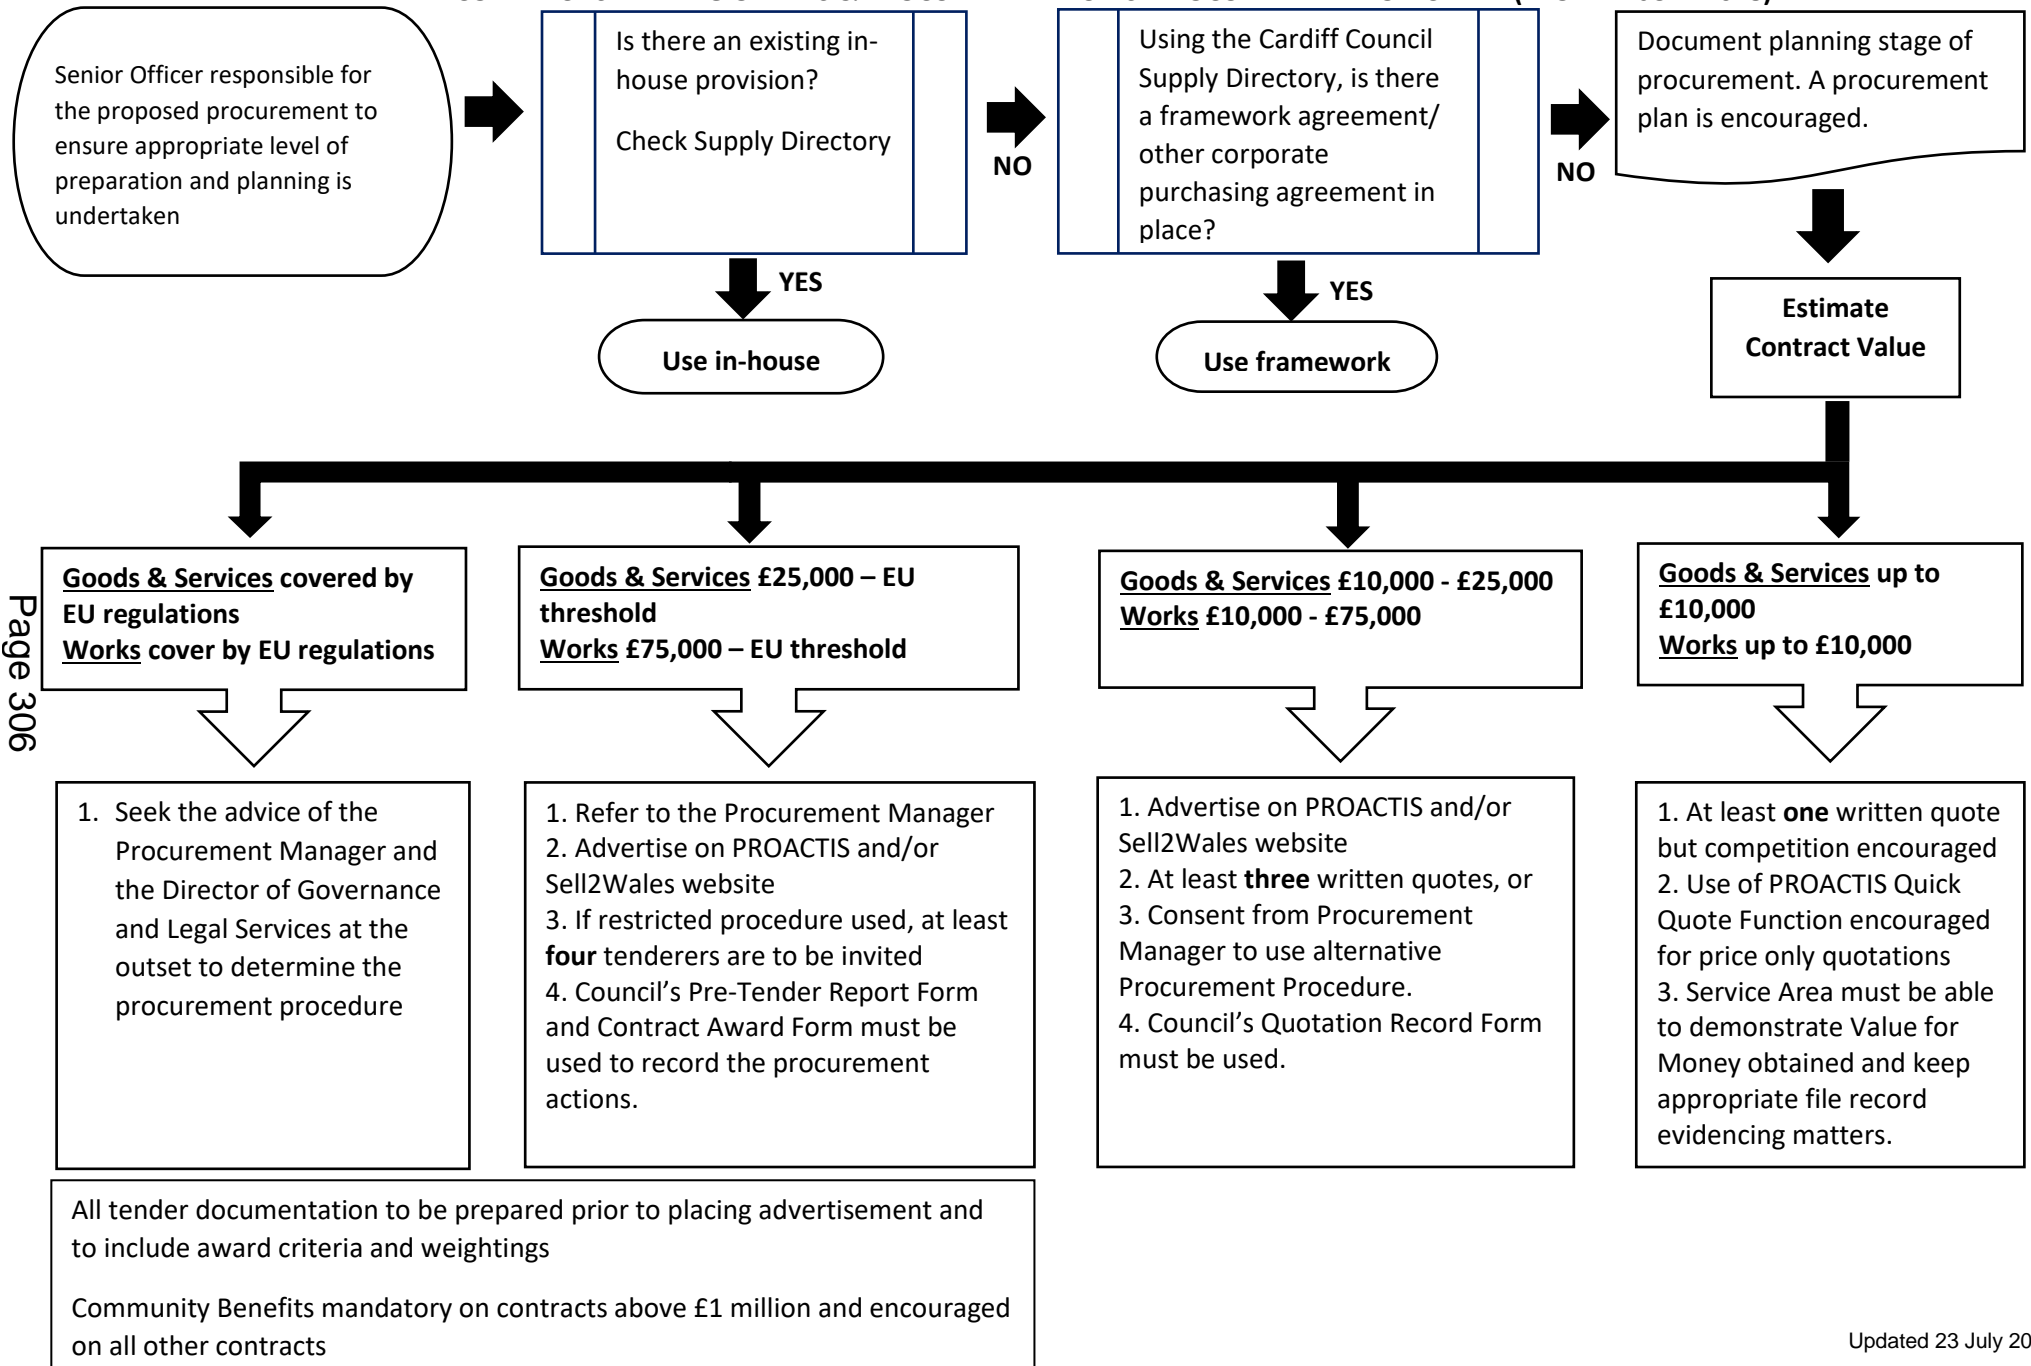 Senior Officer responsible for
the proposed procurement to
ensure appropriate level of
preparation and planning is
undertaken
Is there an existing in-
house provision?
Check Supply Directory
NO
Using the Cardiff Council
Supply Directory, is there
a framework agreement/
other corporate
purchasing agreement in
place?
NO
Document planning stage of
procurement. A procurement
plan is encouraged.
YES
Use in-house
YES
Use framework
Estimate
Contract Value
Goods & Services covered by
EU regulations
Works cover by EU regulations
Goods & Services £25,000 – EU
threshold
Works £75,000 – EU threshold
Goods & Services £10,000 - £25,000
Works £10,000 - £75,000
Goods & Services up to
£10,000
Works up to £10,000
Page 306
1. Seek the advice of the
Procurement Manager and
the Director of Governance
and Legal Services at the
outset to determine the
procurement procedure
1. Refer to the Procurement Manager
2. Advertise on PROACTIS and/or
Sell2Wales website
3. If restricted procedure used, at least
four tenderers are to be invited
4. Council’s Pre-Tender Report Form
and Contract Award Form must be
used to record the procurement
actions.
1. Advertise on PROACTIS and/or
Sell2Wales website
2. At least three written quotes, or
3. Consent from Procurement
Manager to use alternative
Procurement Procedure.
4. Council’s Quotation Record Form
must be used.
1. At least one written quote
but competition encouraged
2. Use of PROACTIS Quick
Quote Function encouraged
for price only quotations
3. Service Area must be able
to demonstrate Value for
Money obtained and keep
appropriate file record
evidencing matters.
All tender documentation to be prepared prior to placing advertisement and
to include award criteria and weightings
Community Benefits mandatory on contracts above £1 million and encouraged
on all other contracts
Updated 23 July 20